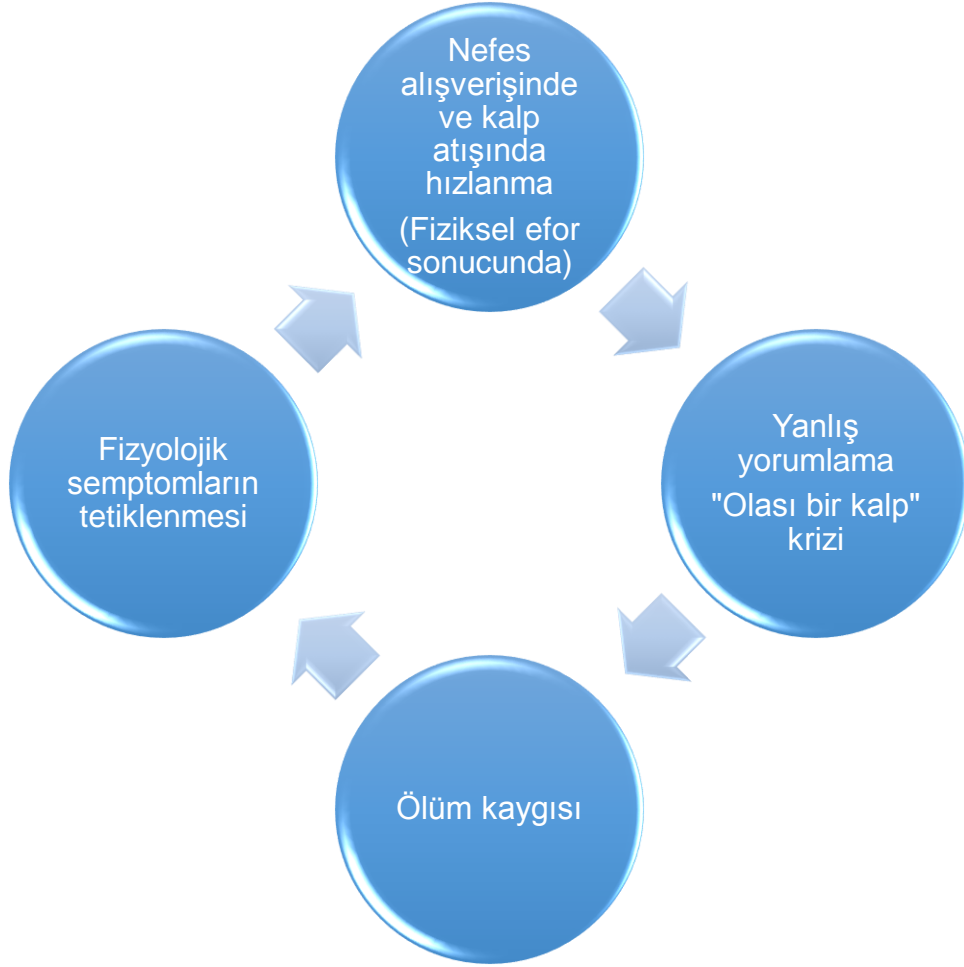 Nefes
alışverişinde
ve kalp
atışında
hızlanma
(Fiziksel efor
sonucunda)
Yanlış
yorumlama
"Olası bir kalp"
krizi
Ölüm kaygısı
Fizyolojik
semptomların
tetiklenmesi